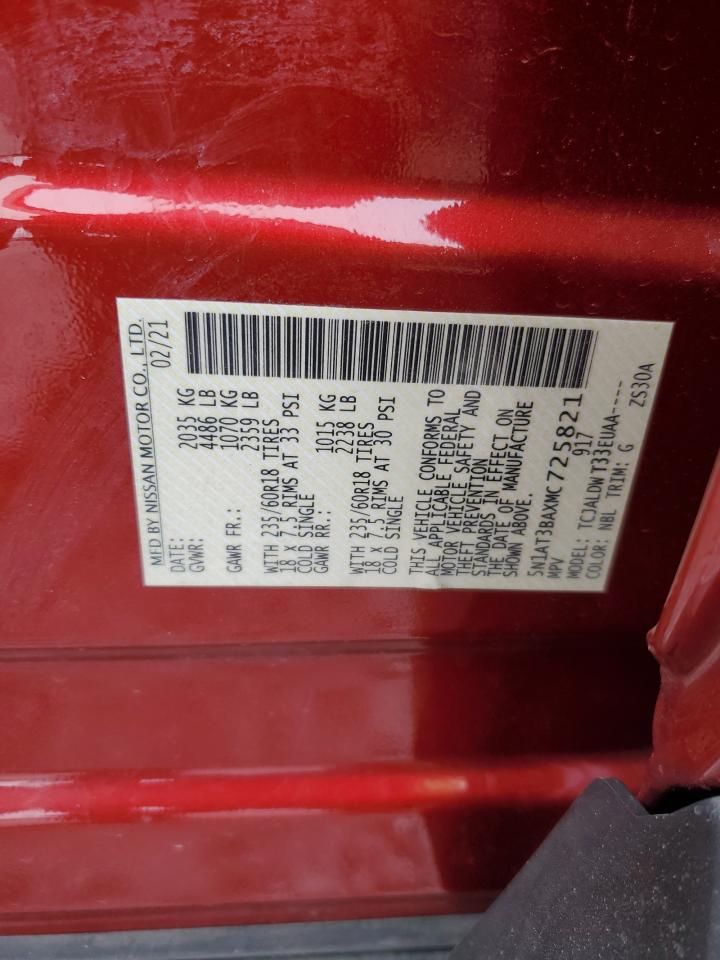 MFD BY NISSAN MOTOR CO., LTD.
DATE: 02/21
GVWR: 2035 KG
4486 LB
GAWR FR.: 1070 KG
2359 LB
WITH 235/60R18 TIRES
18 x 7.5 RIMS AT 33 PSI
COLD SINGLE
GAWR RR.: 1015 KG
2238 LB
WITH 235/60R18 TIRES
18 x 7.5 RIMS AT 30 PSI
COLD SINGLE
THIS VEHICLE CONFORMS TO
ALL APPLICABLE FEDERAL
MOTOR VEHICLE SAFETY AND
THEFT PREVENTION
STANDARDS IN EFFECT ON
THE DATE OF MANUFACTURE
SHOWN ABOVE.
5N1AT3BAXMC725821
MPV 917
MODEL: TCJALDWT33EUAA----
COLOR: NBL TRIM: G ZS30A